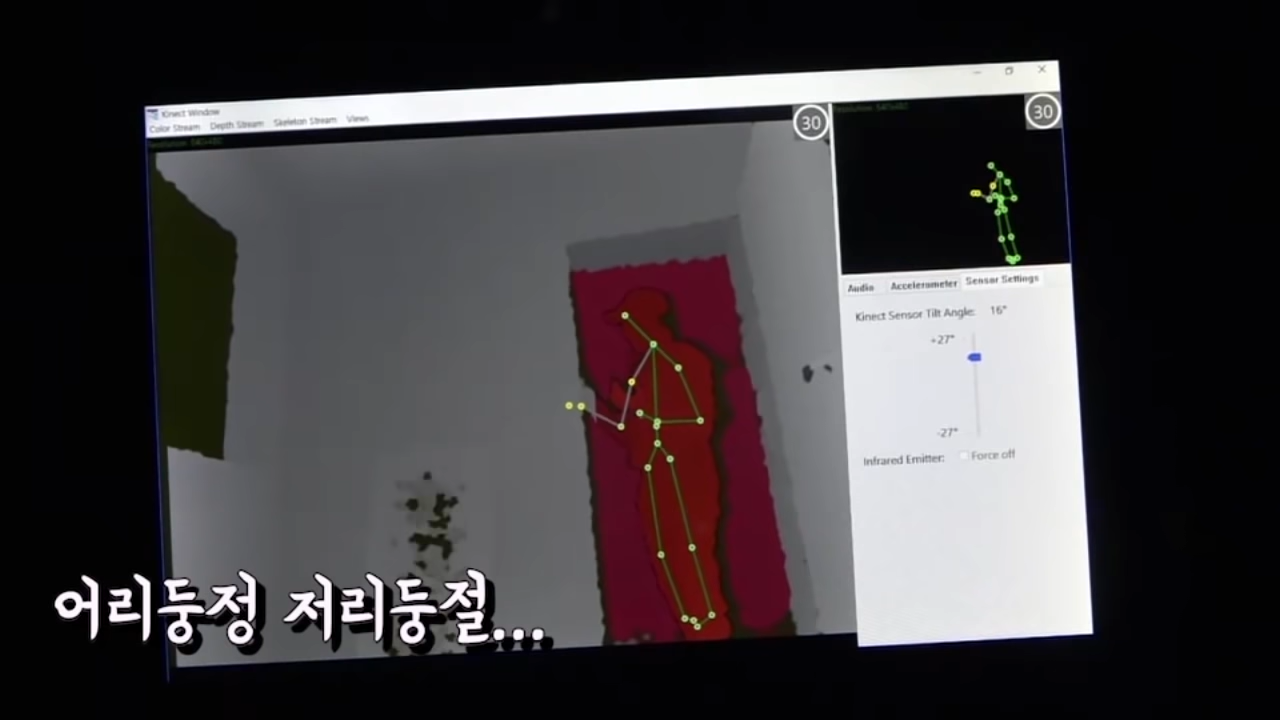 Kinect Window
Color Stream Depth Stream Skeleton Stream Views
30
30
Audio Accelerometer Sensor Settings
Kinect Sensor Tilt Angle: 16°
+27°
-27°
Infrared Emitter: Force off
어리둥정 저리둥절...